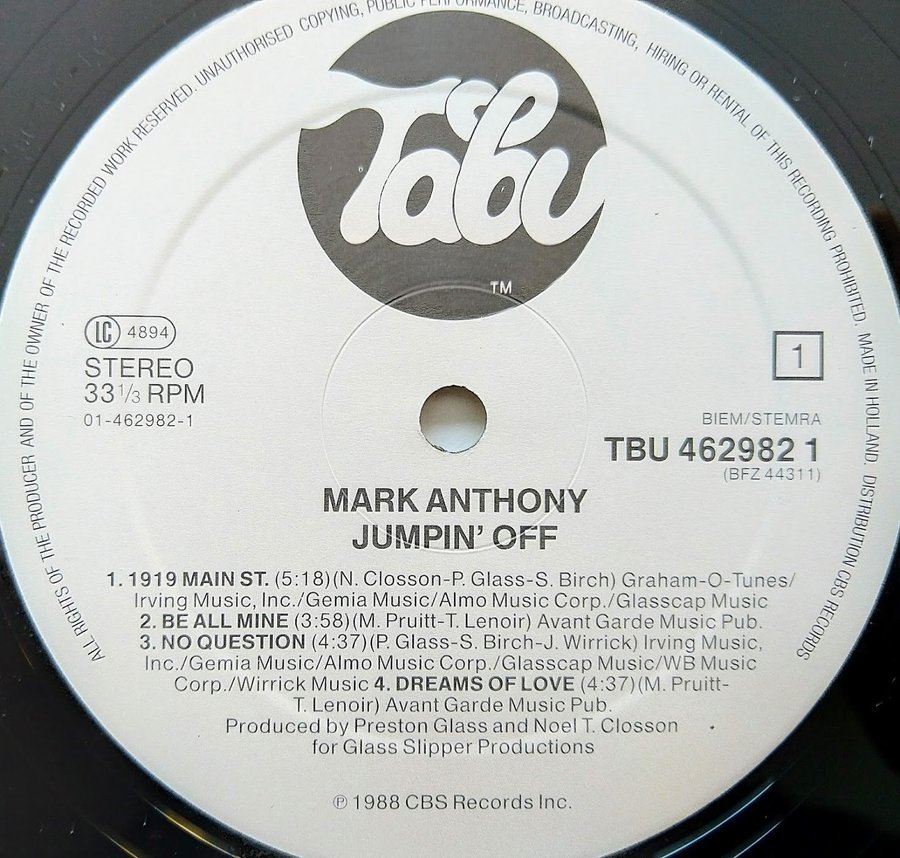 ALL RIGHTS OF THE PRODUCER AND OF THE OWNER OF THE RECORDED WORK RESERVED. UNAUTHORISED COPYING, PUBLIC PERFORMANCE, BROADCASTING, HIRING OR RENTAL OF THIS RECORDING PROHIBITED. MADE IN HOLLAND. DISTRIBUTION CBS RECORDS
Tabu
TM
LC 4894
STEREO
33 1/3 RPM
01-462982-1
1
BIEM/STEMRA
TBU 462982 1
(BFZ 44311)
MARK ANTHONY
JUMPIN' OFF
1. 1919 MAIN ST. (5:18)(N. Closson-P. Glass-S. Birch) Graham-O-Tunes/
Irving Music, Inc./Gemia Music/Almo Music Corp./Glasscap Music
2. BE ALL MINE (3:58)(M. Pruitt-T. Lenoir) Avant Garde Music Pub.
3. NO QUESTION (4:37)(P. Glass-S. Birch-J. Wirrick) Irving Music,
Inc./Gemia Music/Almo Music Corp./Glasscap Music/WB Music
Corp./Wirrick Music 4. DREAMS OF LOVE (4:37)(M. Pruitt-
T. Lenoir) Avant Garde Music Pub.
Produced by Preston Glass and Noel T. Closson
for Glass Slipper Productions
℗ 1988 CBS Records Inc.